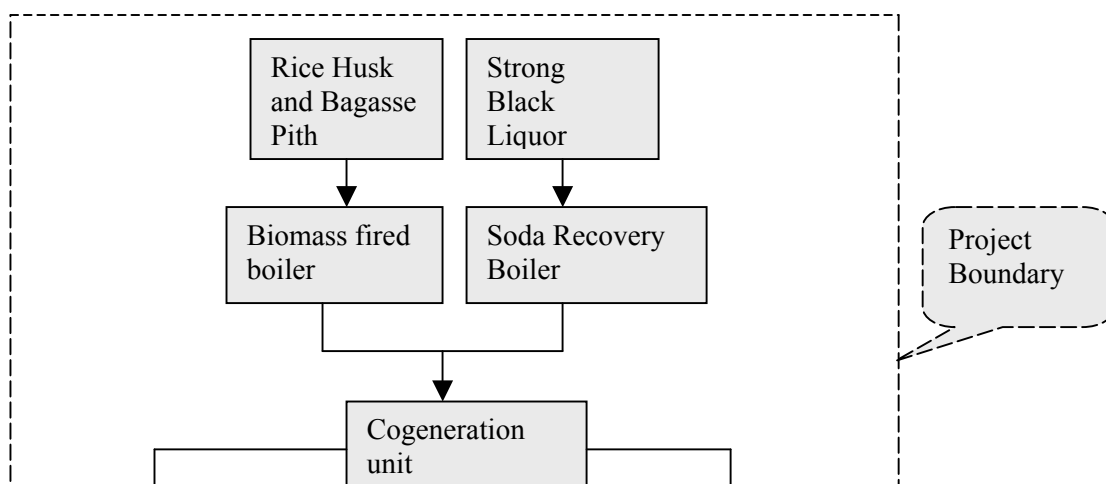 Rice Husk
and Bagasse
Pith
Strong
Black
Liquor
Biomass fired
boiler
Soda Recovery
Boiler
Project
Boundary
Cogeneration
unit